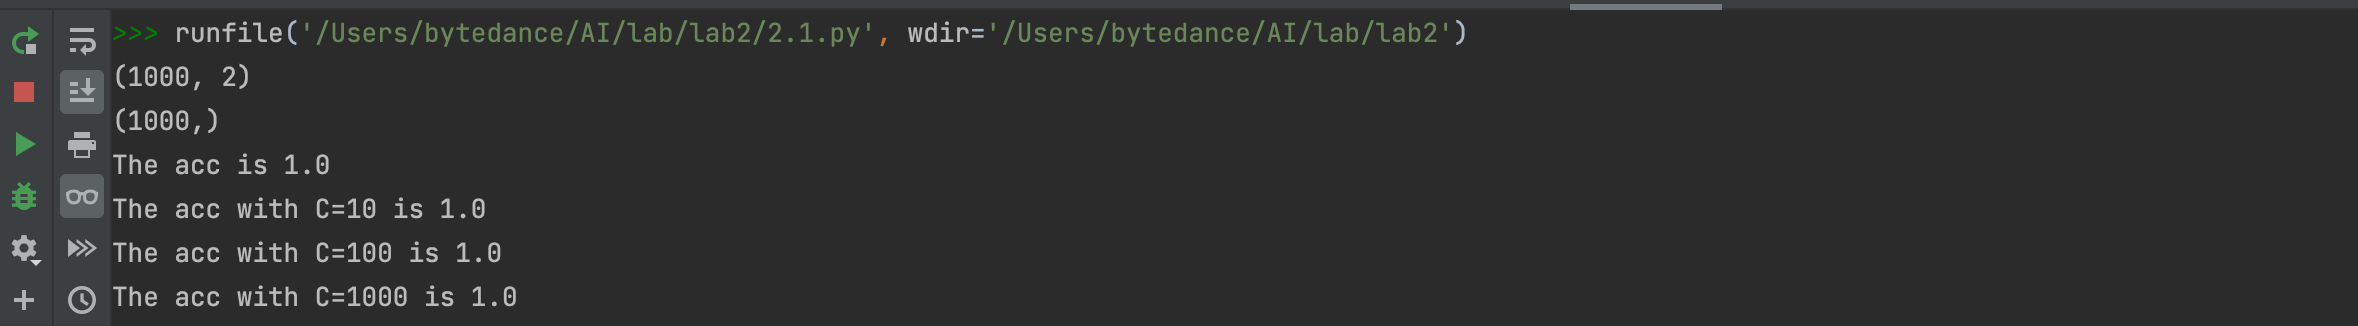 >>> runfile('/Users/bytedance/AI/lab/lab2/2.1.py', wdir='/Users/bytedance/AI/lab/lab2')
(1000, 2)
(1000,)
The acc is 1.0
The acc with C=10 is 1.0
The acc with C=100 is 1.0
The acc with C=1000 is 1.0